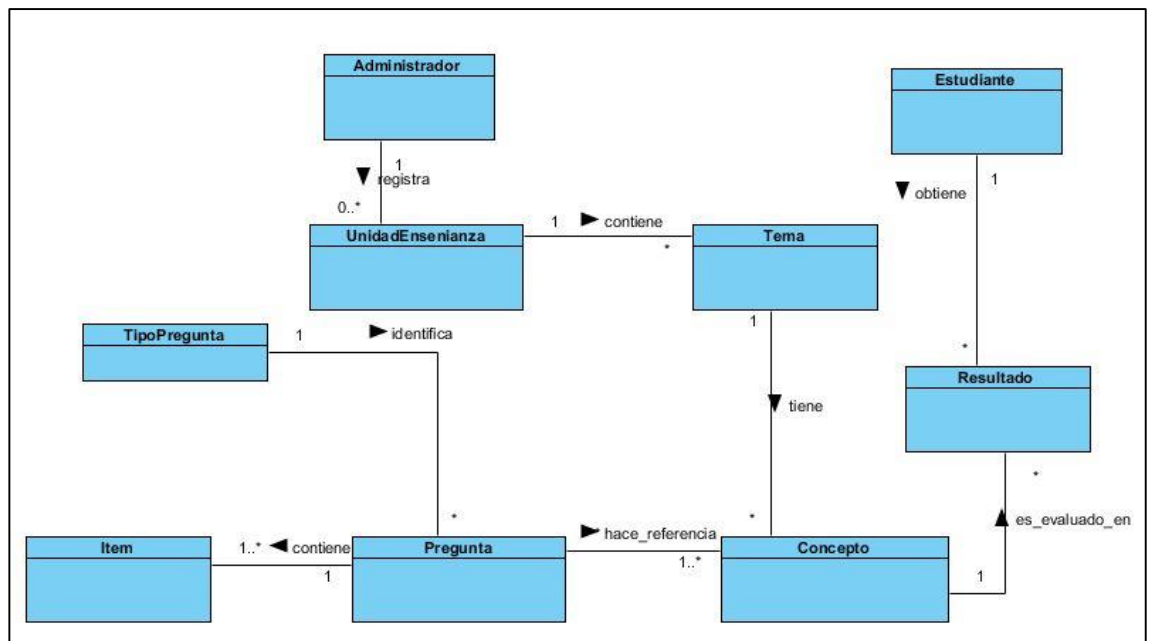 Administrador
Estudiante
1
registra
0..*
1
obtiene
UnidadEnsenianza
1
contiene
*
Tema
TipoPregunta
1
identifica
1
*
Resultado
tiene
*
*
*
es_evaluado_en
Item
1..*
contiene
1
Pregunta
*
hace_referencia
1..*
Concepto
1